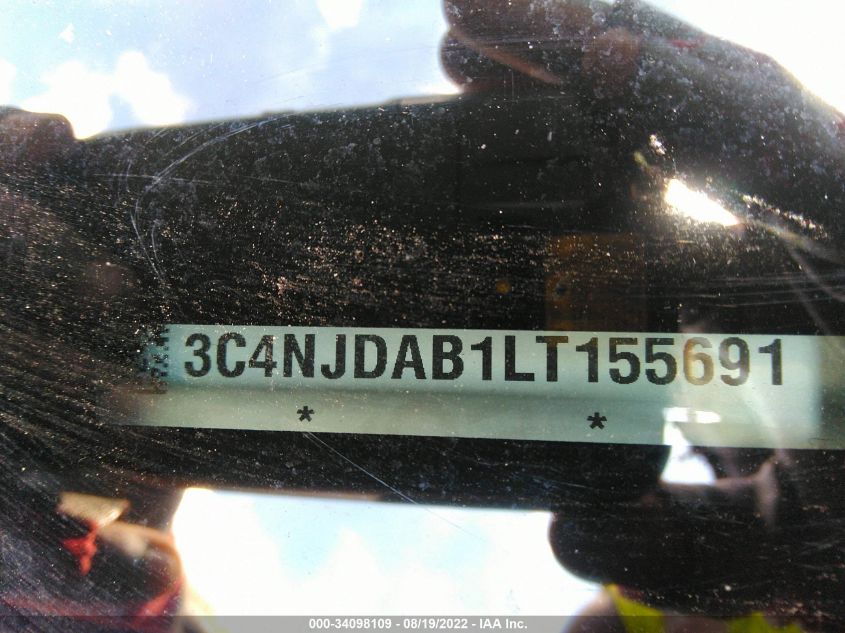 3C4NJDAB1LT155691
* *
000-34098109 - 08/19/2022 - IAA Inc.